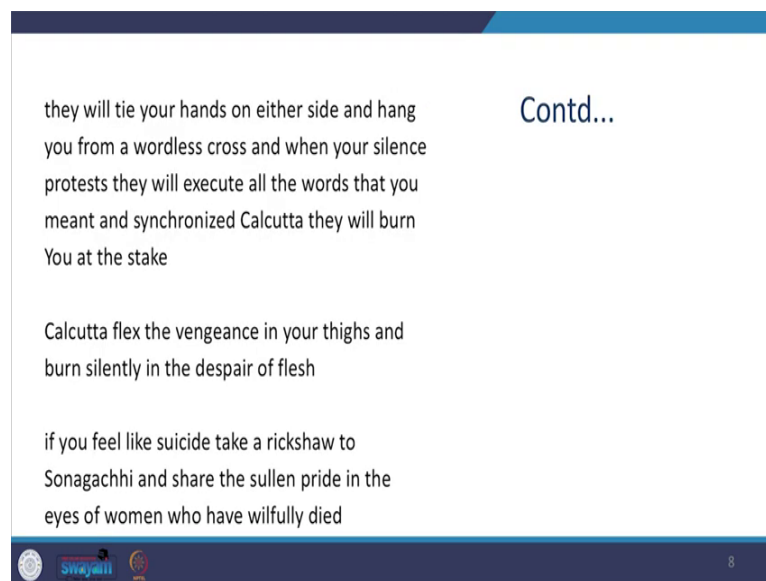 they will tie your hands on either side and hang
you from a wordless cross and when your silence
protests they will execute all the words that you
meant and synchronized Calcutta they will burn
You at the stake
Calcutta flex the vengeance in your thighs and
burn silently in the despair of flesh
if you feel like suicide take a rickshaw to
Sonagachhi and share the sullen pride in the
eyes of women who have wilfully died
Contd...
swayam
8